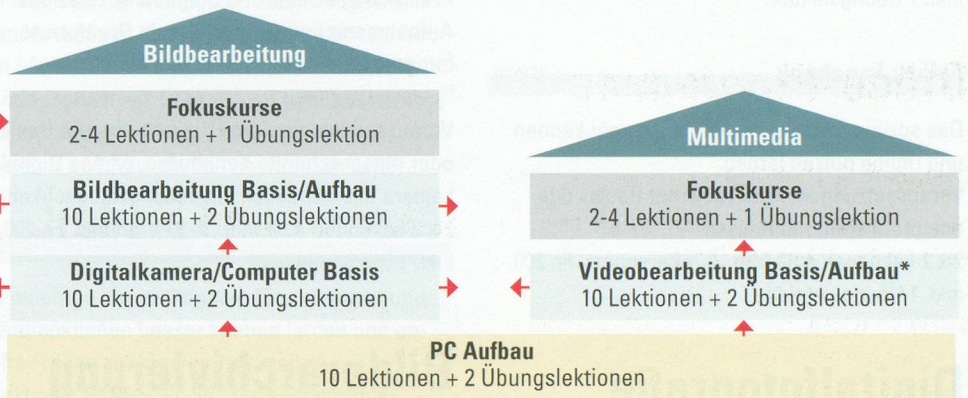 Bildbearbeitung
Fokuskurse
2-4 Lektionen + 1 Übungslektion
Bildbearbeitung Basis/Aufbau
10 Lektionen + 2 Übungslektionen
Digitalkamera/Computer Basis
10 Lektionen + 2 Übungslektionen
Multimedia
Fokuskurse
2-4 Lektionen + 1 Übungslektion
Videobearbeitung Basis/Aufbau*
10 Lektionen + 2 Übungslektionen
PC Aufbau
10 Lektionen + 2 Übungslektionen